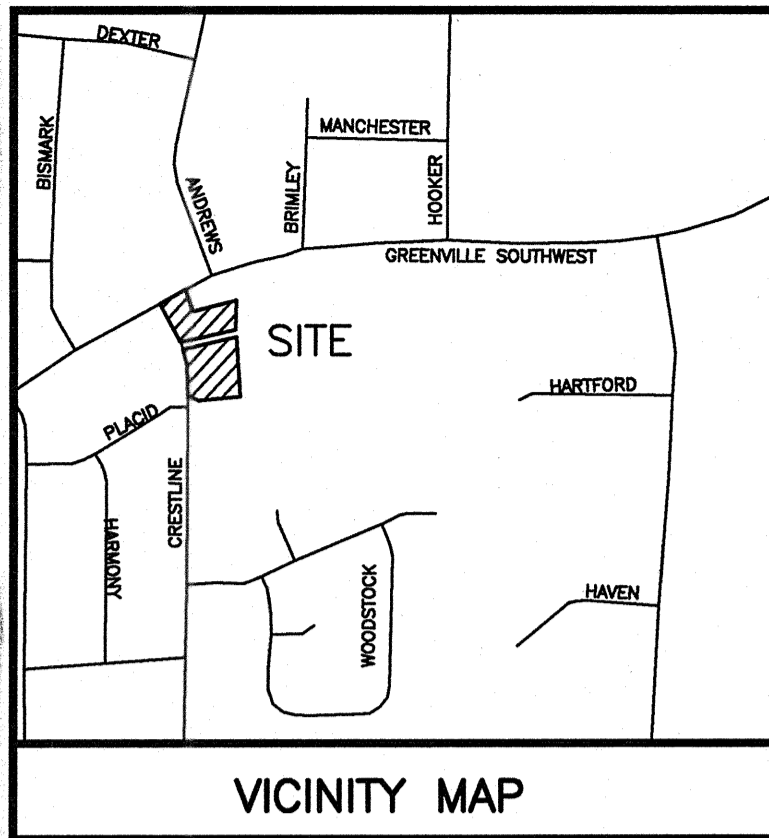 DEXTER
BISMARK
MANCHESTER
ANDREWS
BRIMLEY
HOOKER
GREENVILLE SOUTHWEST
SITE
HARTFORD
PLACID
CRESTLINE
HARMONY
HAVEN
WOODSTOCK
VICINITY MAP